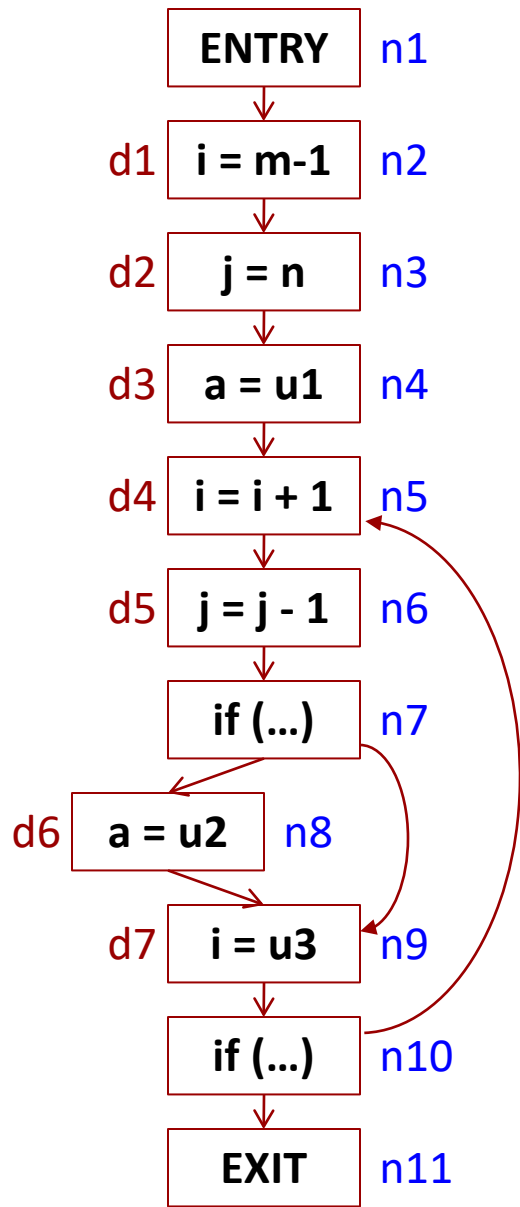 ENTRY n1
d1 i = m-1 n2
d2 j = n n3
d3 a = u1 n4
d4 i = i + 1 n5
d5 j = j - 1 n6
if (...) n7
d6 a = u2 n8
d7 i = u3 n9
if (...) n10
EXIT n11